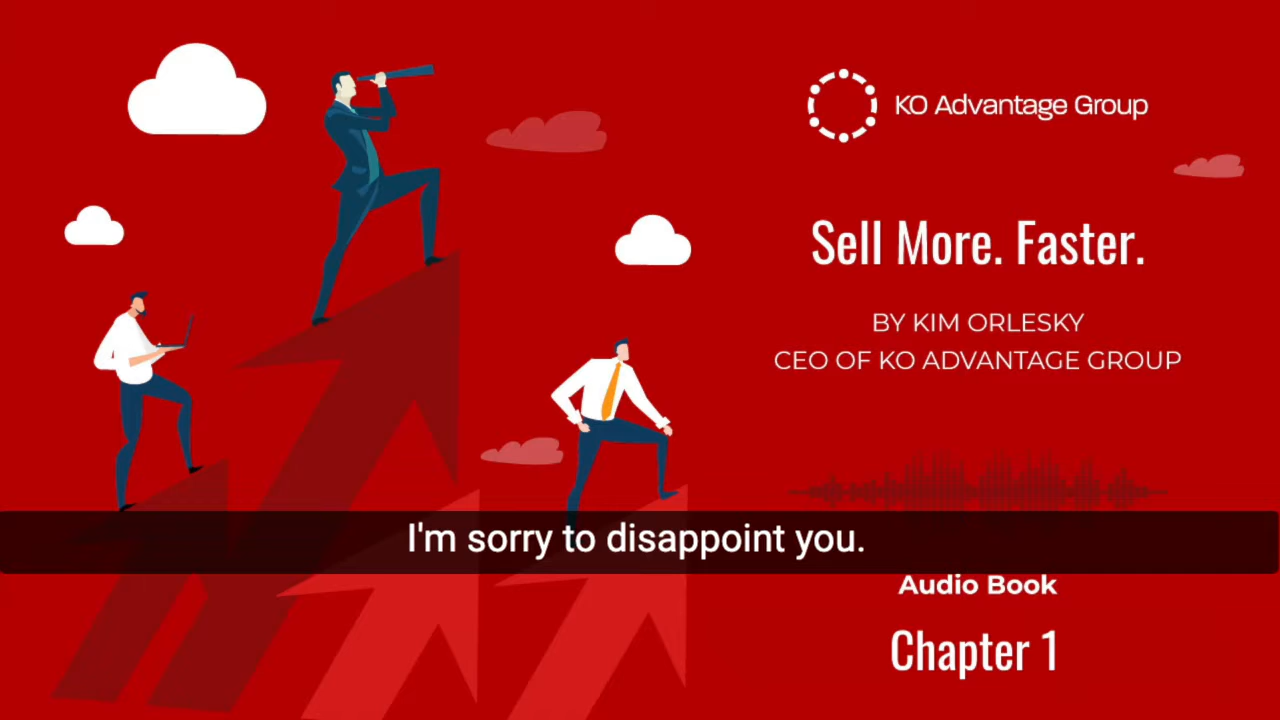 KO Advantage Group
Sell More. Faster.
BY KIM ORLESKY
CEO OF KO ADVANTAGE GROUP
I'm sorry to disappoint you.
Audio Book
Chapter 1